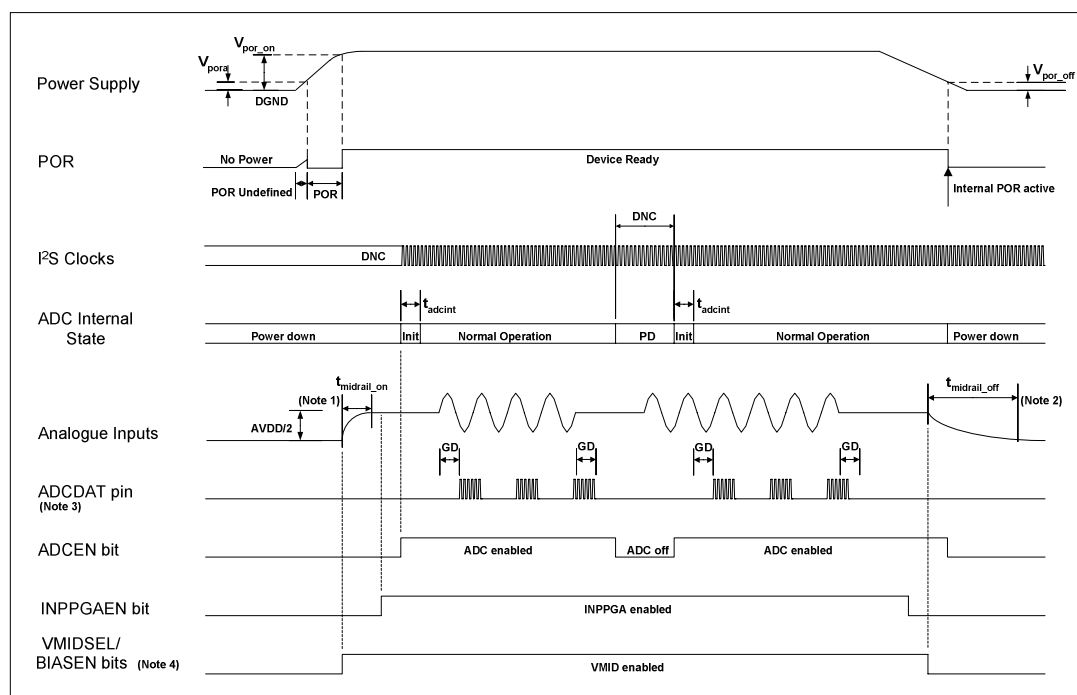 V_por_on
V_pora
Power Supply
DGND
V_por_off
POR
No Power
Device Ready
POR Undefined
POR
Internal POR active
DNC
I²S Clocks
DNC
t_adcint
t_adcint
ADC Internal State
Power down
Init
Normal Operation
PD
Init
Normal Operation
Power down
t_midrail_on
(Note 1)
t_midrail_off
(Note 2)
AVDD/2
Analogue Inputs
GD
GD
GD
GD
ADCDAT pin
(Note 3)
ADCEN bit
ADC enabled
ADC off
ADC enabled
INPPGAEN bit
INPPGA enabled
VMIDSEL/
BIASEN bits (Note 4)
VMID enabled